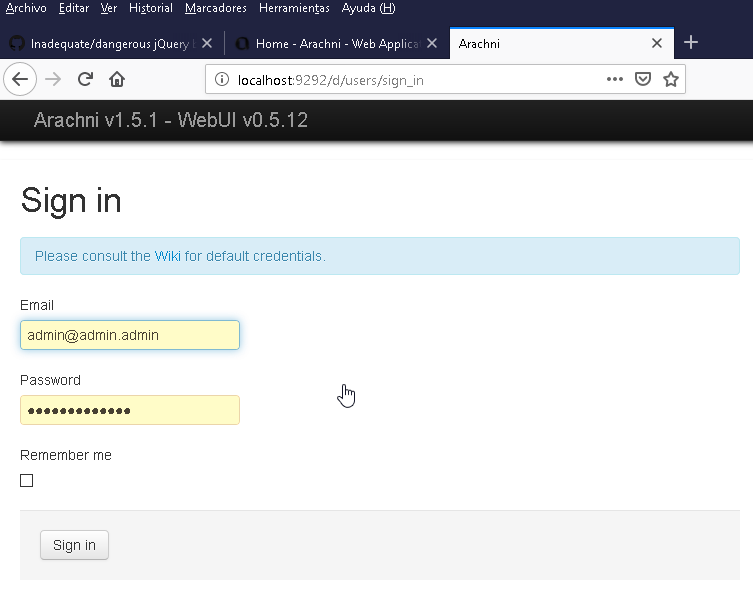 Archivo Editar Ver Historial Marcadores Herramientas Ayuda (H)
Inadequate/dangerous jQuery Home - Arachni - Web Applica Arachni
localhost:9292/d/users/sign_in
Arachni v1.5.1 - WebUI v0.5.12
Sign in
Please consult the Wiki for default credentials.
Email
admin@admin.admin
Password
•••••••••••••
Remember me
Sign in